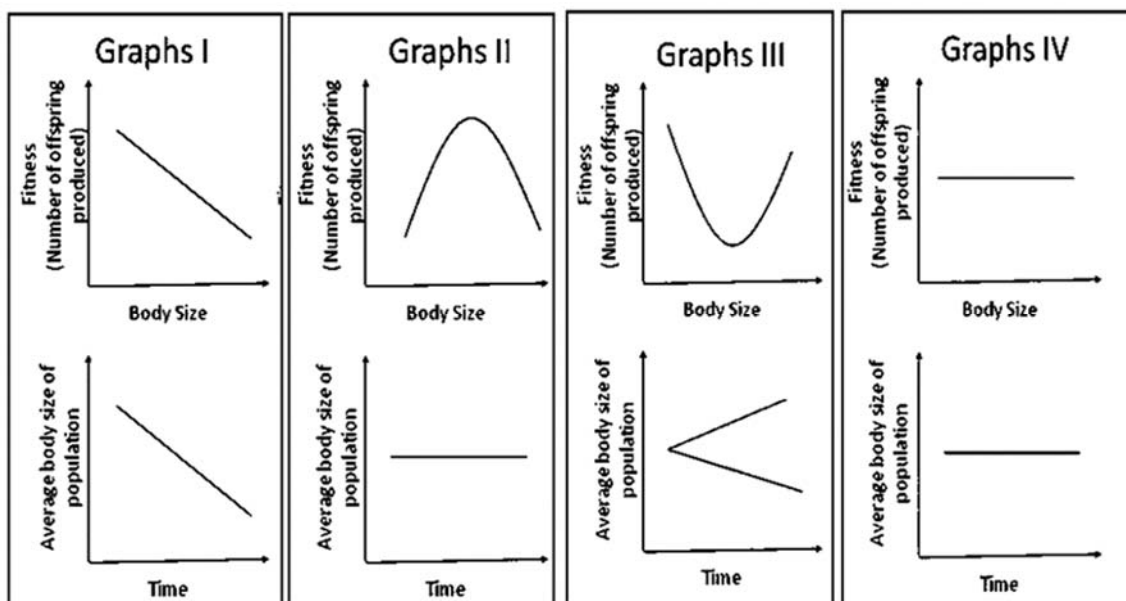 Graphs I
Fitness
(Number of offspring
produced)
Body Size
Average body size of
population
Time
Graphs II
Fitness
(Number of offspring
produced)
Body Size
Average body size of
population
Time
Graphs III
Fitness
(Number of offspring
produced)
Body Size
Average body size of
population
Time
Graphs IV
Fitness
(Number of offspring
produced)
Body Size
Average body size of
population
Time